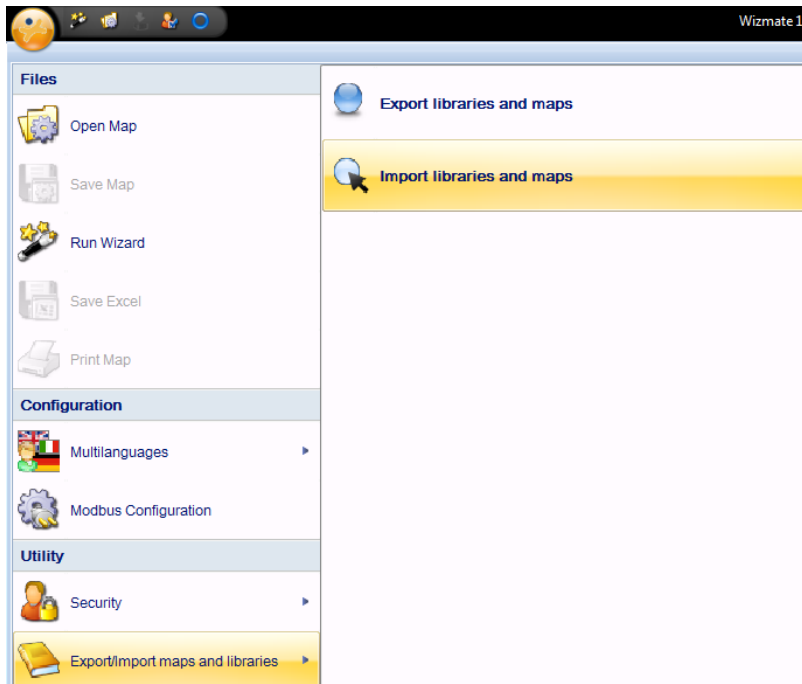 Wizmate 1
Files
Open Map
Save Map
Run Wizard
Save Excel
Print Map
Configuration
Multilanguages
Modbus Configuration
Utility
Security
Export/Import maps and libraries
Export libraries and maps
Import libraries and maps